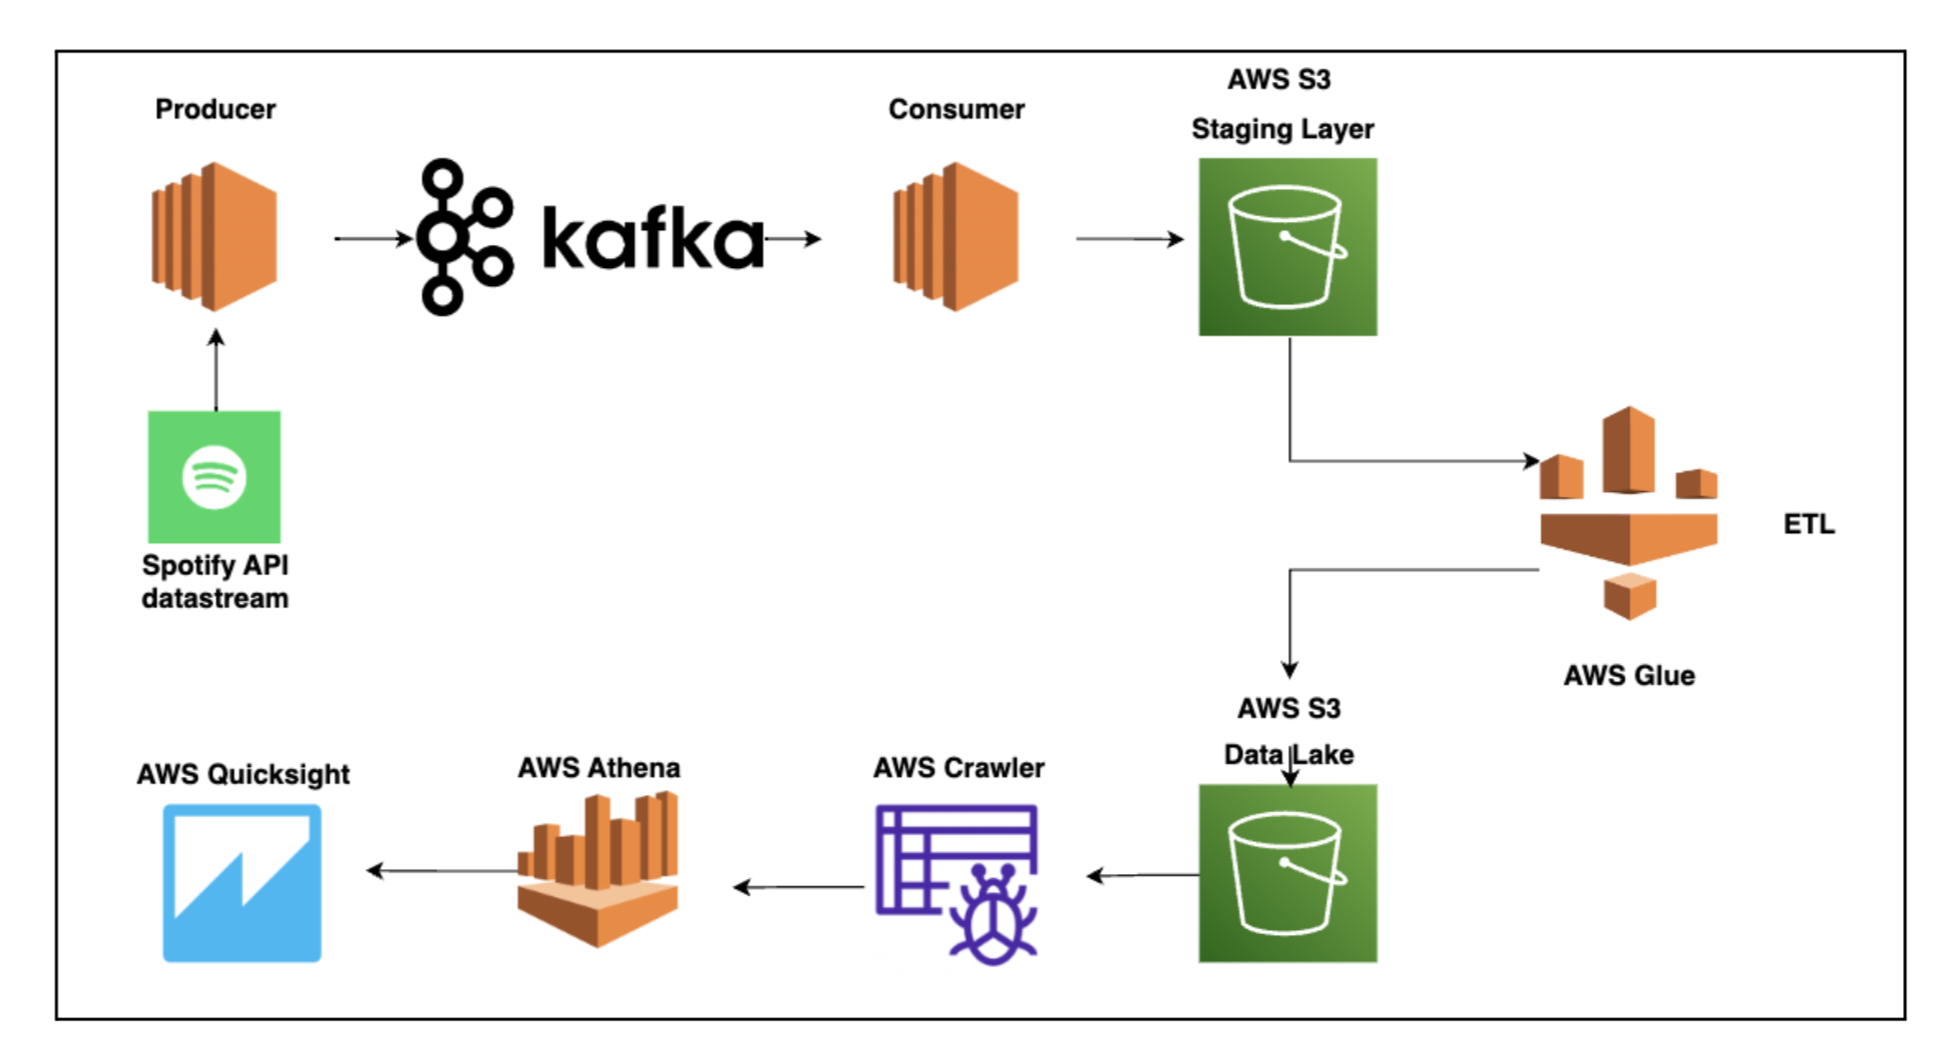 Producer
kafka
Consumer
AWS S3
Staging Layer
Spotify API
datastream
ETL
AWS Glue
AWS S3
Data Lake
AWS Crawler
AWS Athena
AWS Quicksight